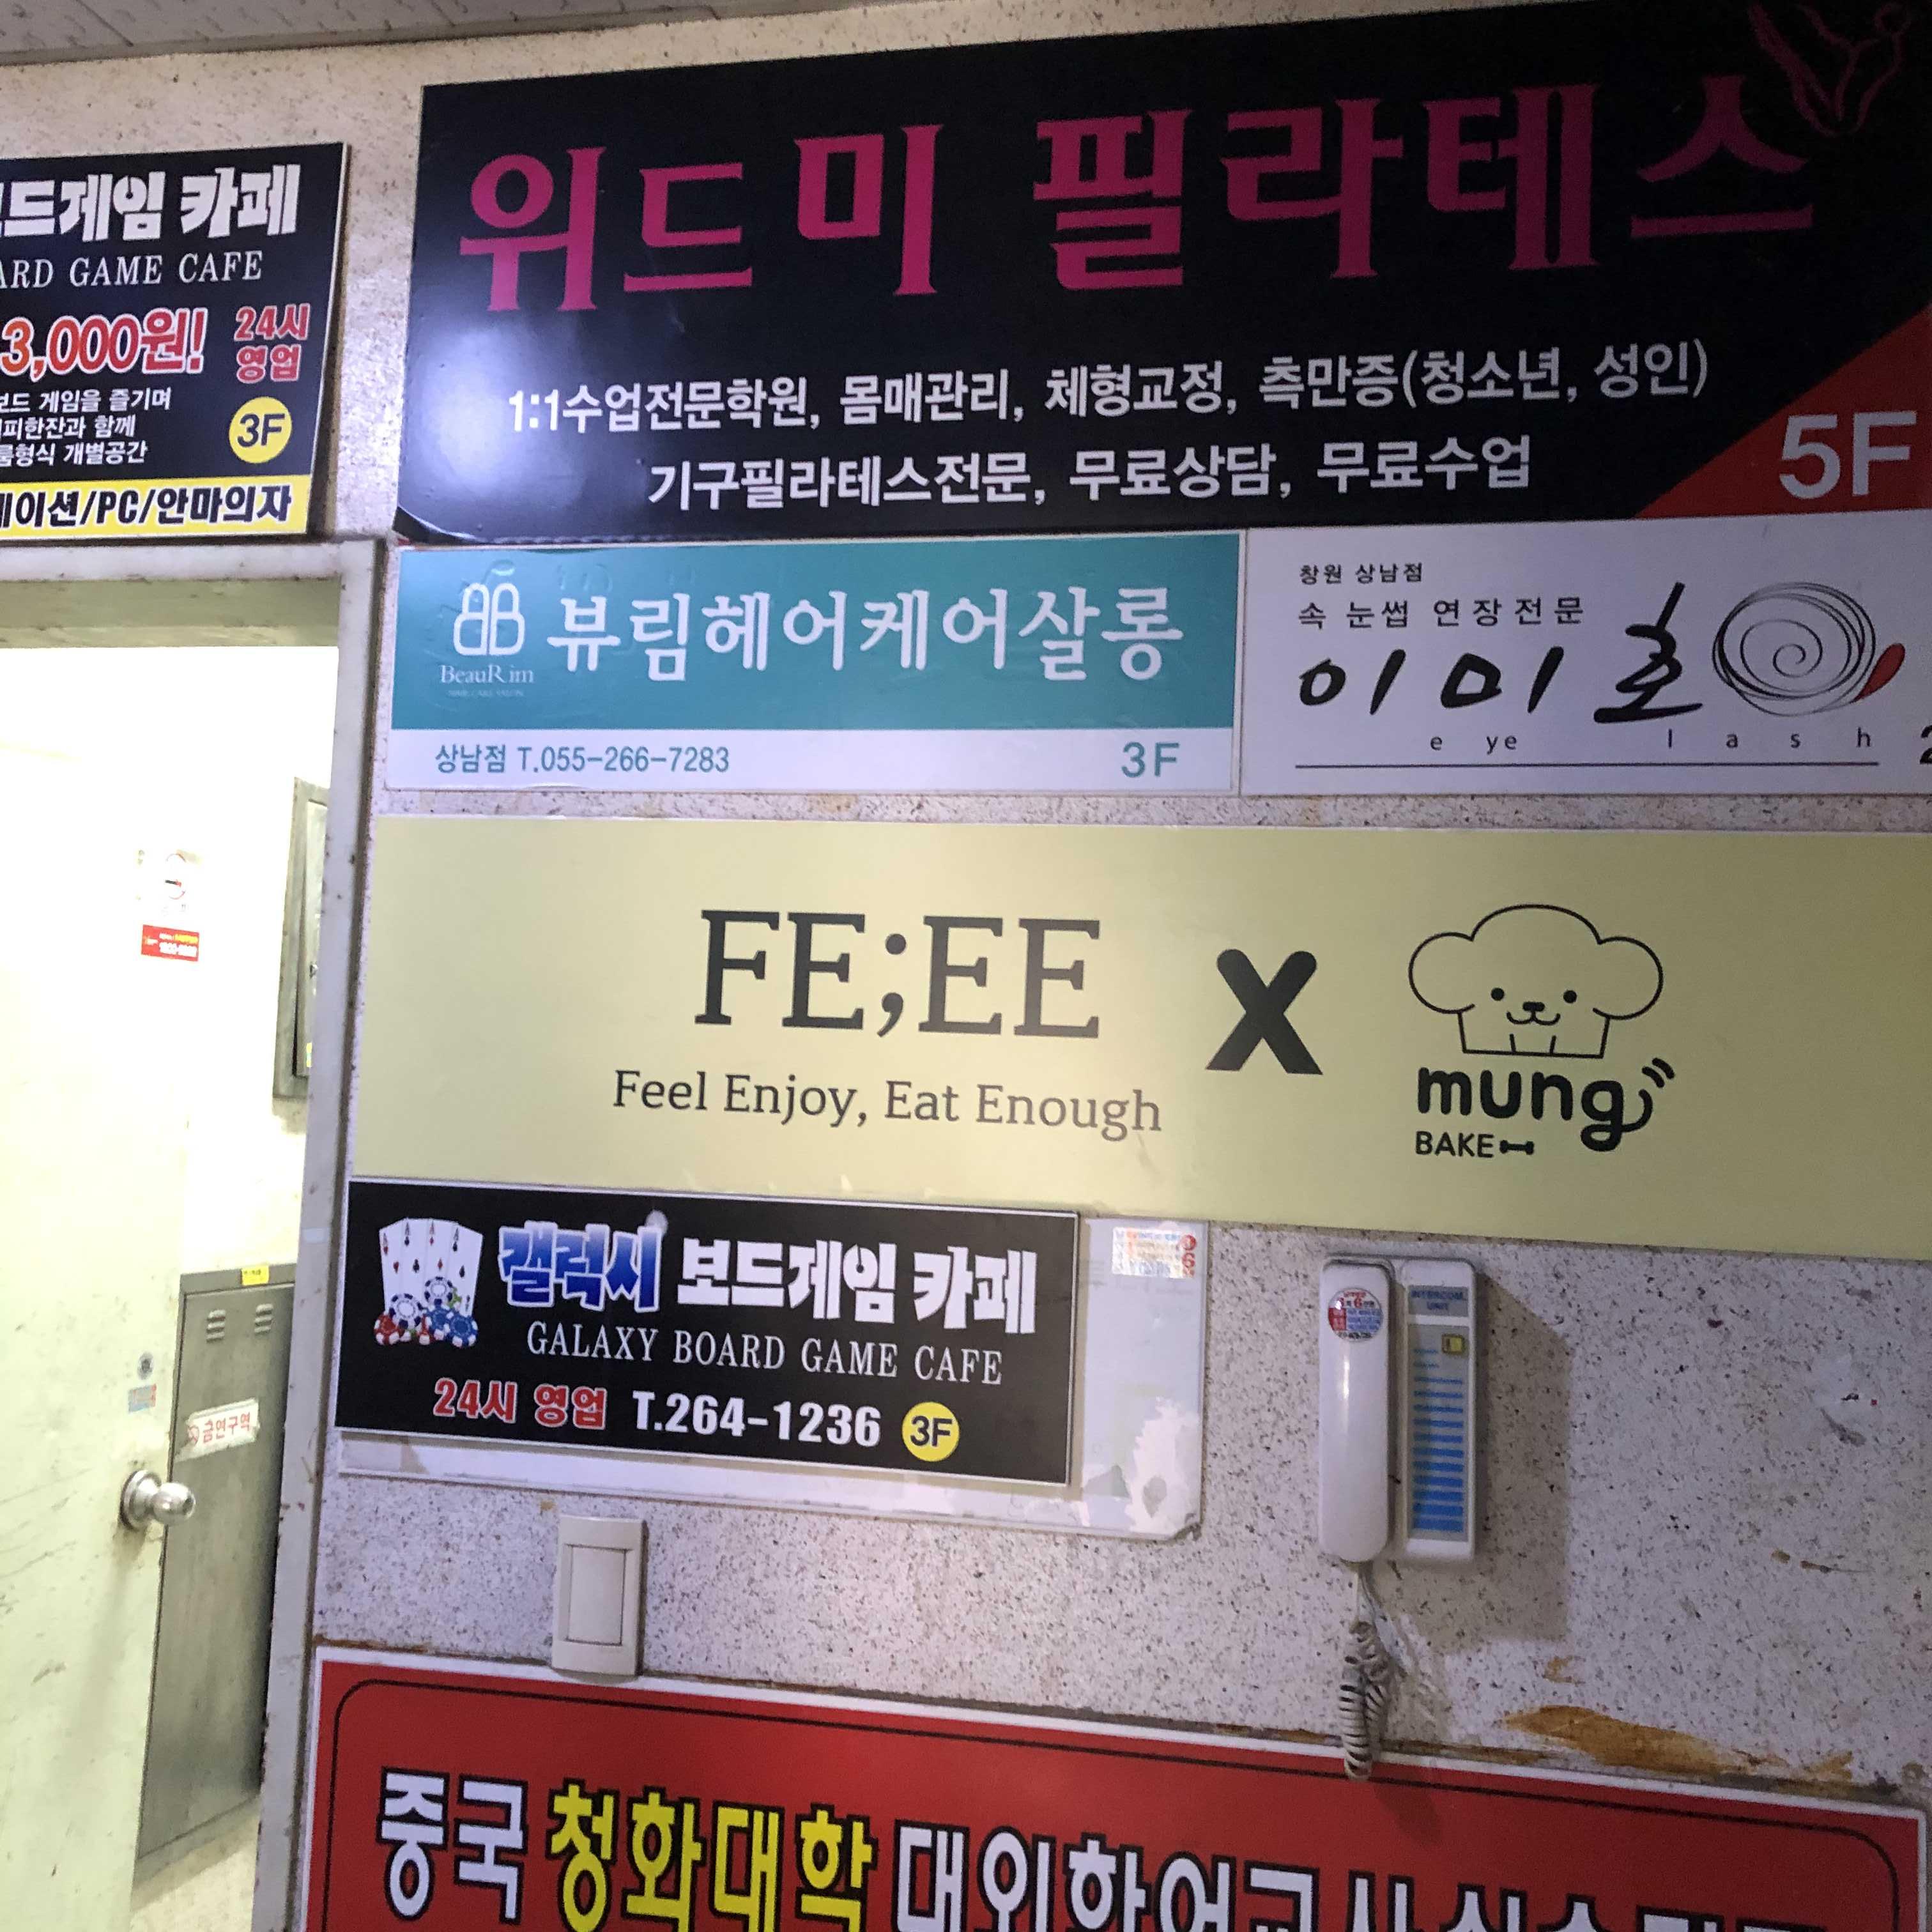 보드게임 카페
ARD GAME CAFE
3,000원!
24시
영업
보드 게임을 즐기며
피한잔과 함께
룸형식 개별공간
3F
이션/PC/안마의자
위드미 필라테스
1:1수업전문학원, 몸매관리, 체형교정, 측만증(청소년, 성인)
기구필라테스전문, 무료상담, 무료수업
5F
BeauRim
HAIR CARE SALON
뷰림헤어케어살롱
상남점 T.055-266-7283
3F
창원 상남점
속눈썹 연장전문
이미호
eye lash
2
FE;EE
Feel Enjoy, Eat Enough
X
mung
BAKE
갤럭시 보드게임 카페
GALAXY BOARD GAME CAFE
24시 영업 T.264-1236
3F
INTERCOM.
UNIT
금연구역
중국 청화대학 대외한어교사